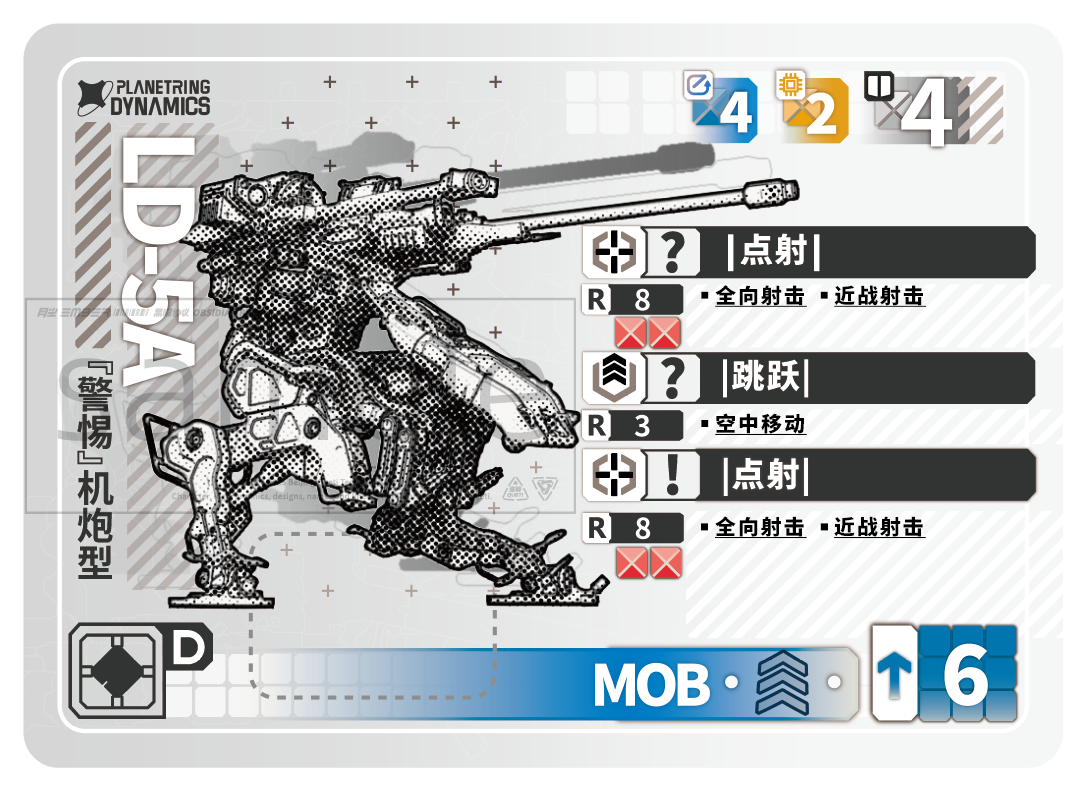 PLANETRING
DYNAMICS
4
2
4
LD-5A
『警惕』机炮型
? |点射|
R 8
▪全向射击 ▪近战射击
? |跳跃|
R 3
▪空中移动
! |点射|
R 8
▪全向射击 ▪近战射击
D
MOB
6